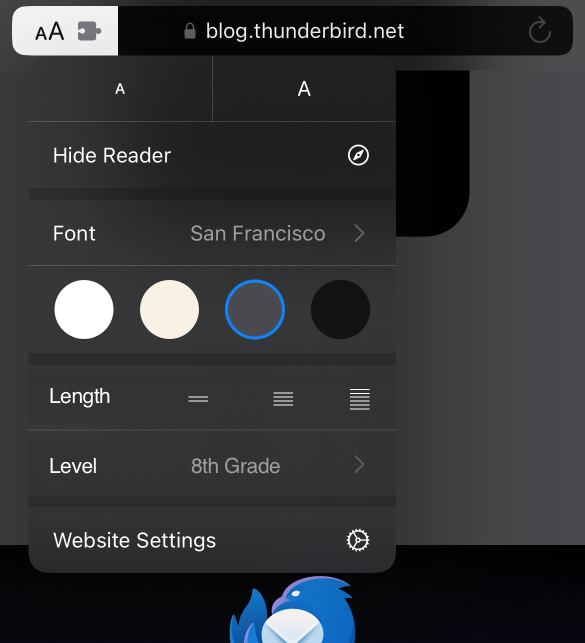 AA blog.thunderbird.net
A A
Hide Reader
Font San Francisco
Length
Level 8th Grade
Website Settings